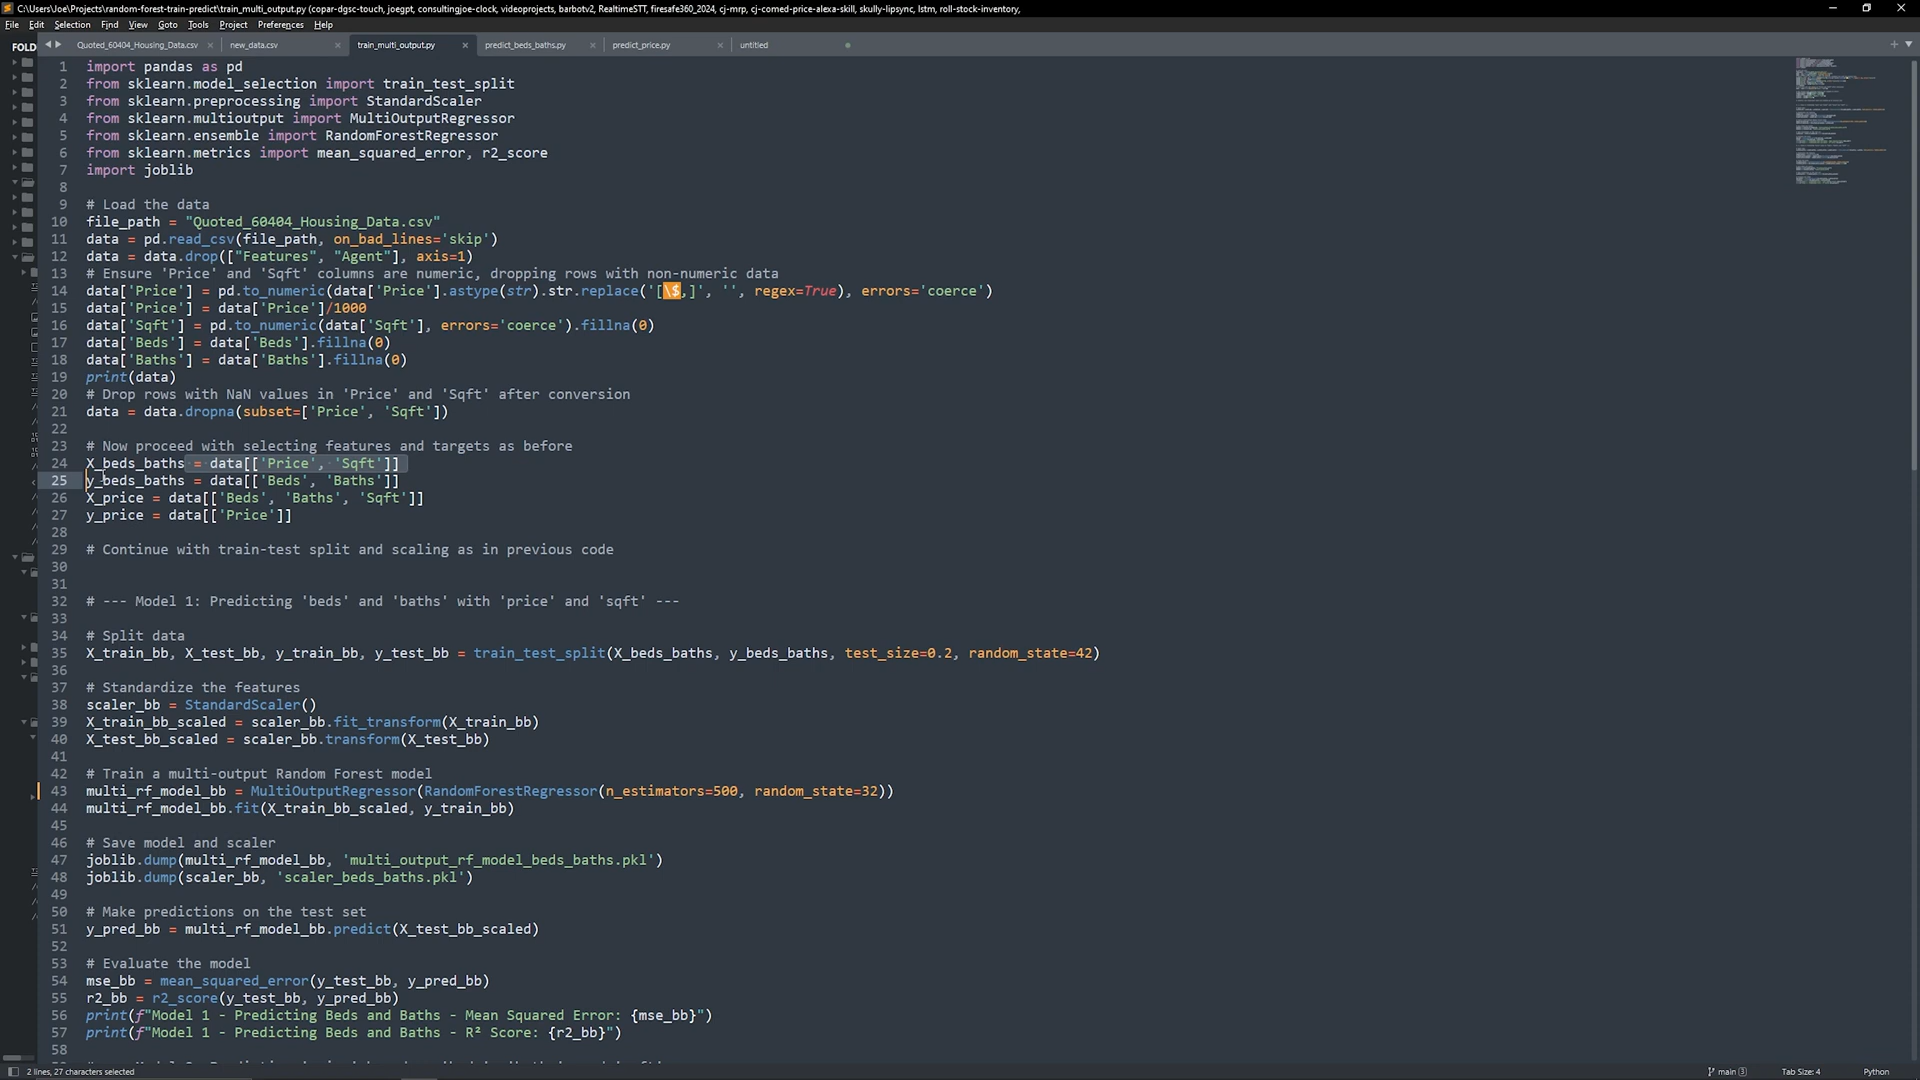 C:\Users\Joe\Projects\random-forest-train-predict\train_multi_output.py (copar-dgsc-touch, joegpt, consultingjoe-clock, videoprojects, barbotv2, RealtimeSTT, firesafe360_2024, cj-mrp, cj-comed-price-alexa-skill, skully-lipsync, lstm, roll-stock-inventory,
File Edit Selection Find View Goto Tools Project Preferences Help
FOLD
Quoted_60404_Housing_Data.csv new_data.csv train_multi_output.py predict_beds_baths.py predict_price.py untitled
1 import pandas as pd
2 from sklearn.model_selection import train_test_split
3 from sklearn.preprocessing import StandardScaler
4 from sklearn.multioutput import MultiOutputRegressor
5 from sklearn.ensemble import RandomForestRegressor
6 from sklearn.metrics import mean_squared_error, r2_score
7 import joblib
8
9 # Load the data
10 file_path = "Quoted_60404_Housing_Data.csv"
11 data = pd.read_csv(file_path, on_bad_lines='skip')
12 data = data.drop(["Features", "Agent"], axis=1)
13 # Ensure 'Price' and 'Sqft' columns are numeric, dropping rows with non-numeric data
14 data['Price'] = pd.to_numeric(data['Price'].astype(str).str.replace('[\$,]', '', regex=True), errors='coerce')
15 data['Price'] = data['Price']/1000
16 data['Sqft'] = pd.to_numeric(data['Sqft'], errors='coerce').fillna(0)
17 data['Beds'] = data['Beds'].fillna(0)
18 data['Baths'] = data['Baths'].fillna(0)
19 print(data)
20 # Drop rows with NaN values in 'Price' and 'Sqft' after conversion
21 data = data.dropna(subset=['Price', 'Sqft'])
22
23 # Now proceed with selecting features and targets as before
24 X_beds_baths = data[['Price', 'Sqft']]
25 y_beds_baths = data[['Beds', 'Baths']]
26 X_price = data[['Beds', 'Baths', 'Sqft']]
27 y_price = data[['Price']]
28
29 # Continue with train-test split and scaling as in previous code
30
31
32 # --- Model 1: Predicting 'beds' and 'baths' with 'price' and 'sqft' ---
33
34 # Split data
35 X_train_bb, X_test_bb, y_train_bb, y_test_bb = train_test_split(X_beds_baths, y_beds_baths, test_size=0.2, random_state=42)
36
37 # Standardize the features
38 scaler_bb = StandardScaler()
39 X_train_bb_scaled = scaler_bb.fit_transform(X_train_bb)
40 X_test_bb_scaled = scaler_bb.transform(X_test_bb)
41
42 # Train a multi-output Random Forest model
43 multi_rf_model_bb = MultiOutputRegressor(RandomForestRegressor(n_estimators=500, random_state=32))
44 multi_rf_model_bb.fit(X_train_bb_scaled, y_train_bb)
45
46 # Save model and scaler
47 joblib.dump(multi_rf_model_bb, 'multi_output_rf_model_beds_baths.pkl')
48 joblib.dump(scaler_bb, 'scaler_beds_baths.pkl')
49
50 # Make predictions on the test set
51 y_pred_bb = multi_rf_model_bb.predict(X_test_bb_scaled)
52
53 # Evaluate the model
54 mse_bb = mean_squared_error(y_test_bb, y_pred_bb)
55 r2_bb = r2_score(y_test_bb, y_pred_bb)
56 print(f"Model 1 - Predicting Beds and Baths - Mean Squared Error: {mse_bb}")
57 print(f"Model 1 - Predicting Beds and Baths - R² Score: {r2_bb}")
58
2 lines, 27 characters selected main 3 Tab Size: 4 Python